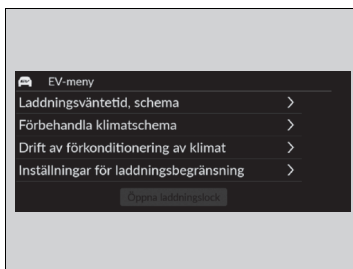 EV-meny
Laddningsväntetid, schema
Förbehandla klimatschema
Drift av förkonditionering av klimat
Inställningar för laddningsbegränsning
Öppna laddningslock